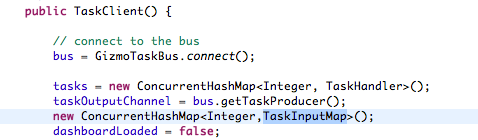 public TaskClient() {
// connect to the bus
bus = GizmoTaskBus.connect();
tasks = new ConcurrentHashMap<Integer, TaskHandler>();
taskOutputChannel = bus.getTaskProducer();
new ConcurrentHashMap<Integer,TaskInputMap>();
dashboardLoaded = false;